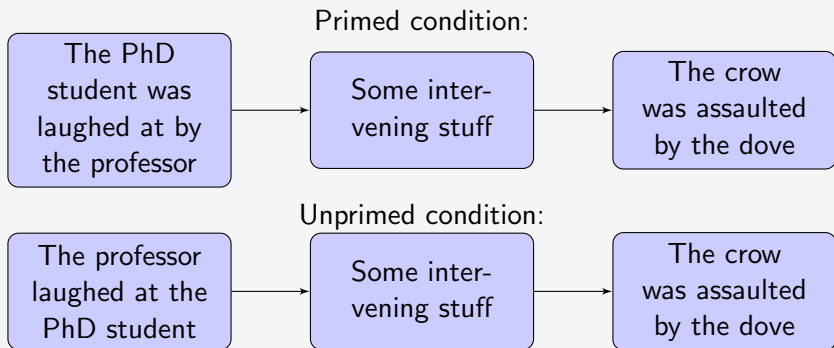 Primed condition:
The PhD
student was
laughed at by
the professor
Some inter-
vening stuff
The crow
was assaulted
by the dove
Unprimed condition:
The professor
laughed at the
PhD student
Some inter-
vening stuff
The crow
was assaulted
by the dove